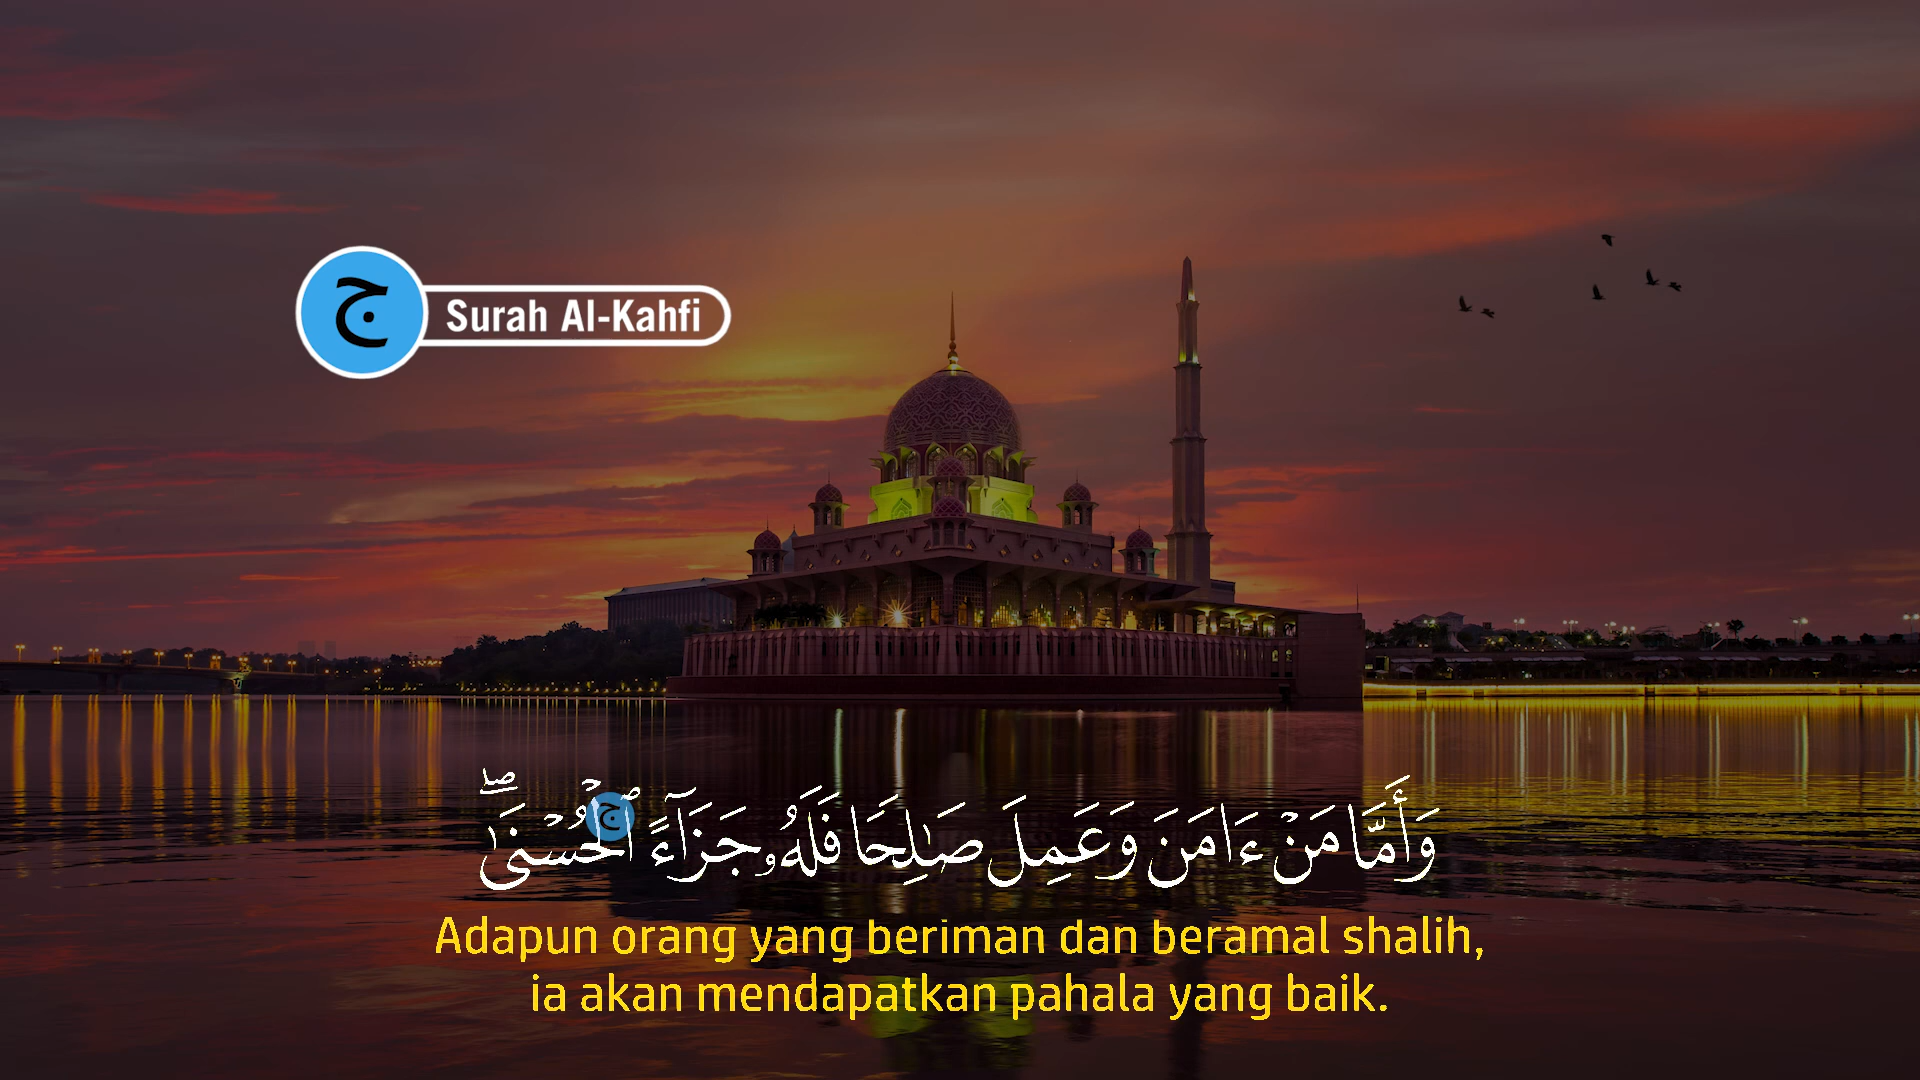 ج
Surah Al-Kahfi
وَأَمَّا مَنْ ءَامَنَ وَعَمِلَ صَـٰلِحًا فَلَهُۥ جَزَآءً ٱلْحُسْنَىٰ ۖ
ج
Adapun orang yang beriman dan beramal shalih,
ia akan mendapatkan pahala yang baik.